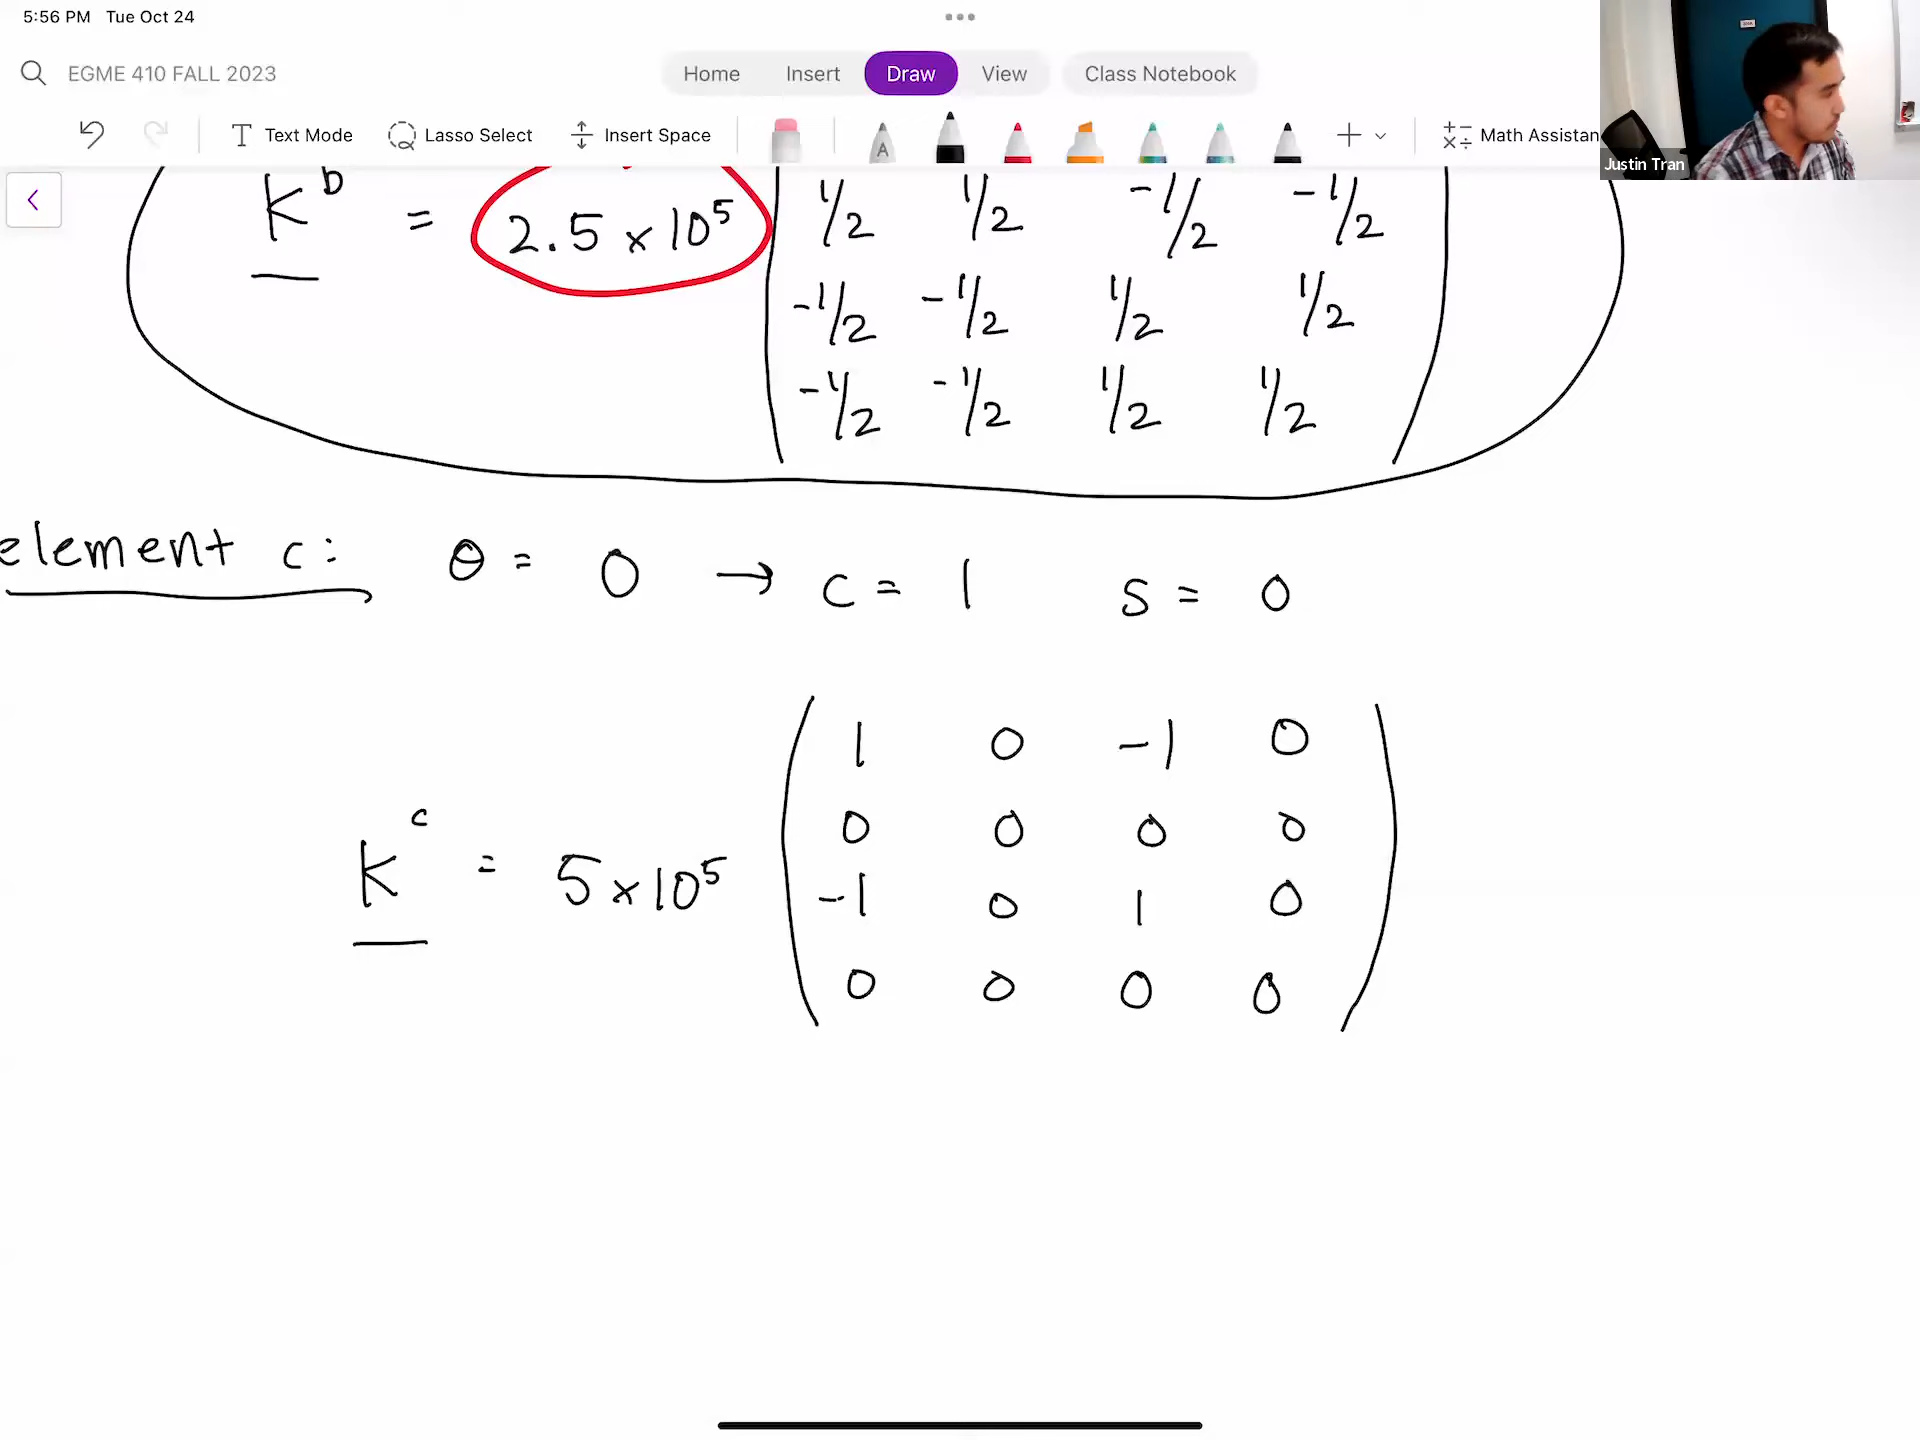 5:56 PM Tue Oct 24
EGME 410 FALL 2023
Home Insert Draw View Class Notebook
Text Mode Lasso Select Insert Space A Math Assistan
Justin Tran
K^b = 2.5 × 10^5
1/2 1/2 -1/2 -1/2
-1/2 -1/2 1/2 1/2
-1/2 -1/2 1/2 1/2
element c: θ = 0 → c = 1 s = 0
K^c = 5 × 10^5
1 0 -1 0
0 0 0 0
-1 0 1 0
0 0 0 0